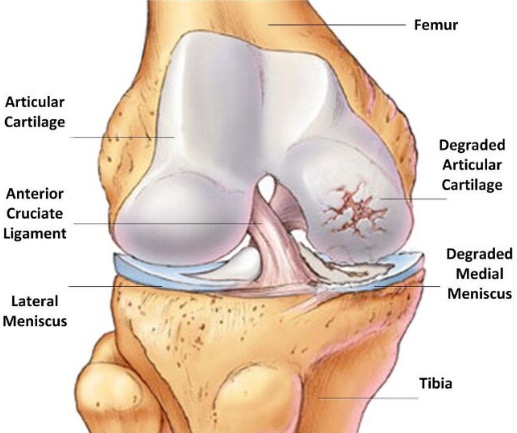 Femur
Articular
Cartilage
Degraded
Articular
Cartilage
Anterior
Cruciate
Ligament
Degraded
Medial
Meniscus
Lateral
Meniscus
Tibia